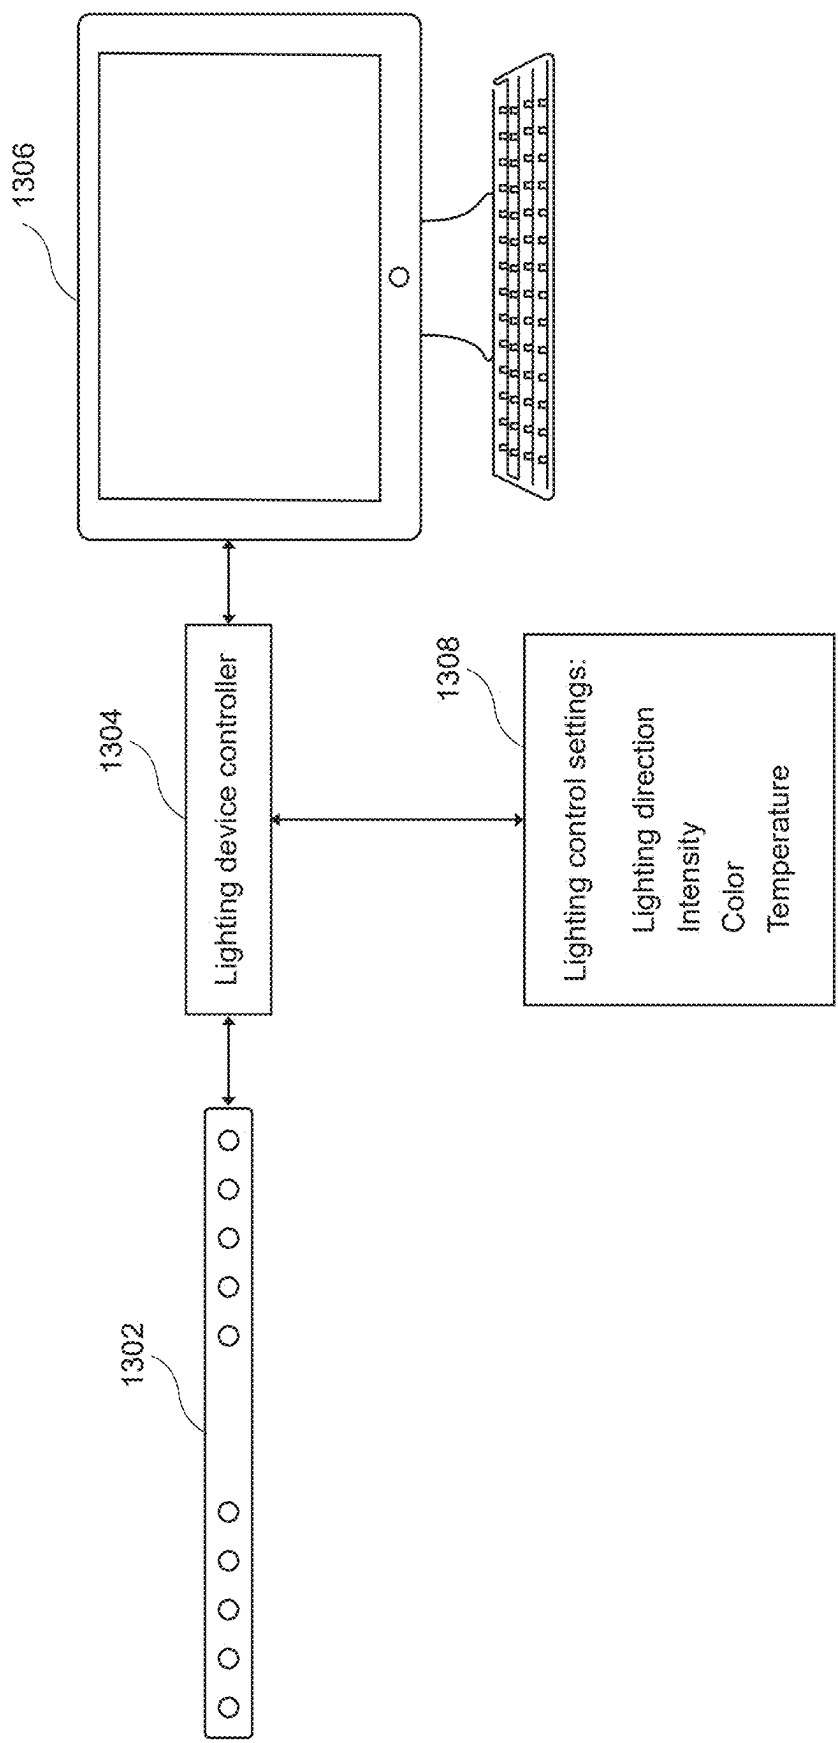 1302
1304
Lighting device controller
1306
1308
Lighting control settings:
Lighting direction
Intensity
Color
Temperature